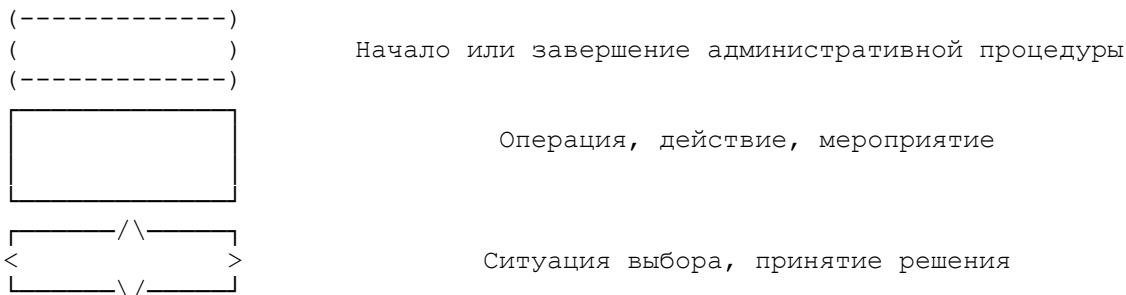 (-------------)
(             )       Начало или завершение административной процедуры
(-------------)
Операция, действие, мероприятие
/\
<             >       Ситуация выбора, принятие решения
\/